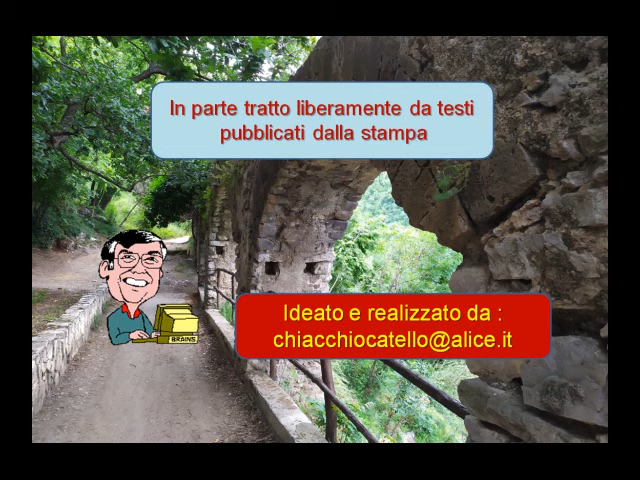 In parte tratto liberamente da testi
pubblicati dalla stampa
Ideato e realizzato da :
chiacchiocatello@alice.it
BRAINS